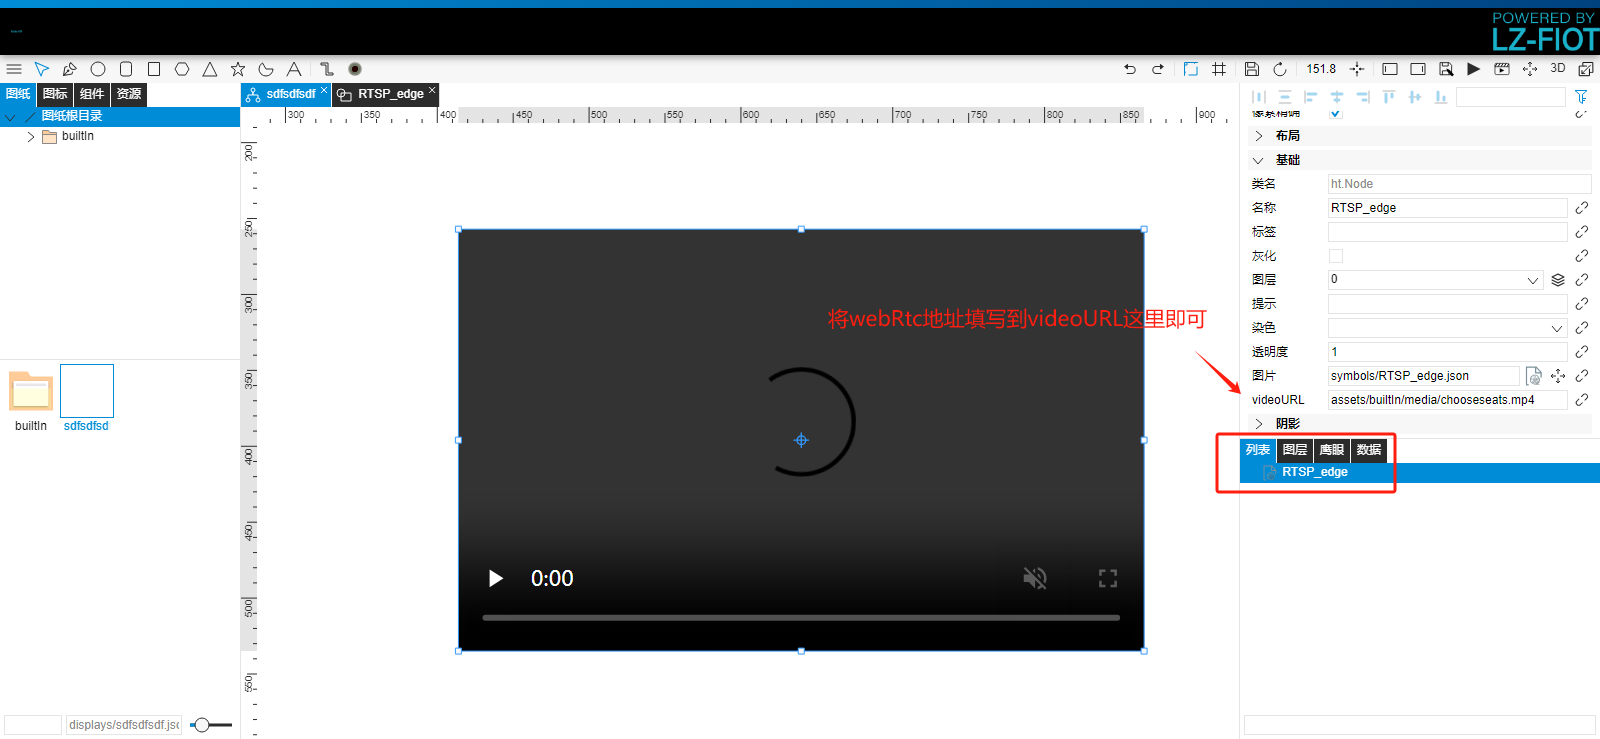 POWERED BY
LZ-FIOT
151.8
3D
图纸 图标 组件 资源
图纸根目录
builtIn
builtIn
sdfsdfsd
displays/sdfsdfsdf.jsc
sdfsdfsdf × RTSP_edge ×
300 350 400 450 500 550 600 650 700 750 800 850 900
200
250
300
350
400
450
500
550
将webRtc地址填写到videoURL这里即可
0:00
像素精确
布局
基础
类名 ht.Node
名称 RTSP_edge
标签
灰化
图层 0
提示
染色
透明度 1
图片 symbols/RTSP_edge.json
videoURL assets/builtIn/media/chooseseats.mp4
阴影
列表 图层 鹰眼 数据
RTSP_edge